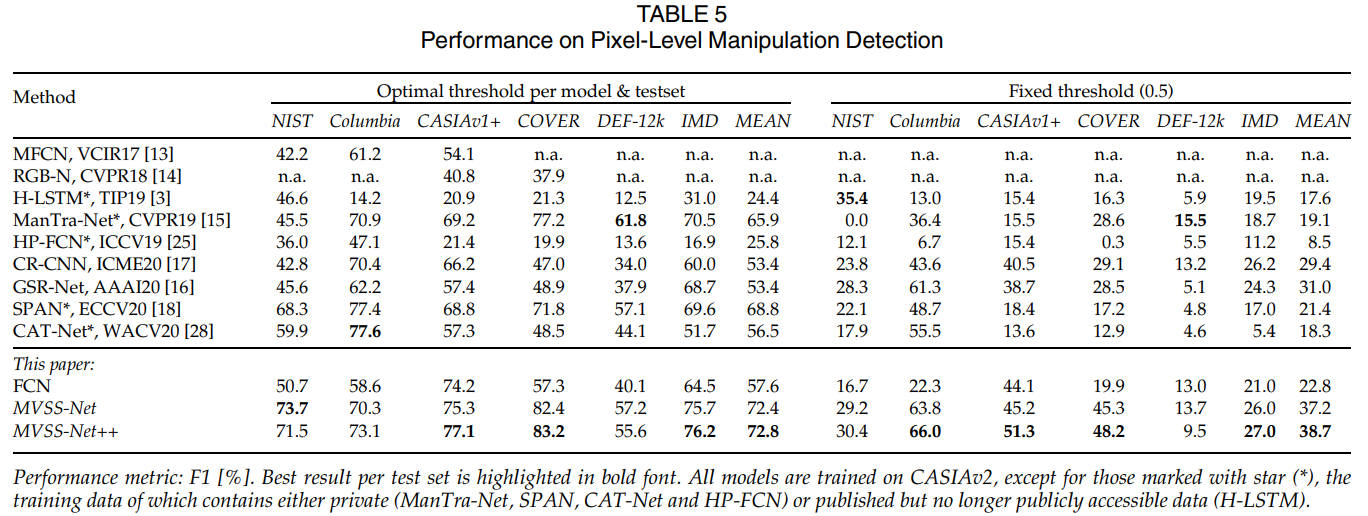 TABLE 5
Performance on Pixel-Level Manipulation Detection
Method Optimal threshold per model & testset Fixed threshold (0.5)
NIST Columbia CASIAv1+ COVER DEF-12k IMD MEAN NIST Columbia CASIAv1+ COVER DEF-12k IMD MEAN
MFCN, VCIR17 [13] 42.2 61.2 54.1 n.a. n.a. n.a. n.a. n.a. n.a. n.a. n.a. n.a. n.a. n.a.
RGB-N, CVPR18 [14] n.a. n.a. 40.8 37.9 n.a. n.a. n.a. n.a. n.a. n.a. n.a. n.a. n.a. n.a.
H-LSTM*, TIP19 [3] 46.6 14.2 20.9 21.3 12.5 31.0 24.4 35.4 13.0 15.4 16.3 5.9 19.5 17.6
ManTra-Net*, CVPR19 [15] 45.5 70.9 69.2 77.2 61.8 70.5 65.9 0.0 36.4 15.5 28.6 15.5 18.7 19.1
HP-FCN*, ICCV19 [25] 36.0 47.1 21.4 19.9 13.6 16.9 25.8 12.1 6.7 15.4 0.3 5.5 11.2 8.5
CR-CNN, ICME20 [17] 42.8 70.4 66.2 47.0 34.0 60.0 53.4 23.8 43.6 40.5 29.1 13.2 26.2 29.4
GSR-Net, AAAI20 [16] 45.6 62.2 57.4 48.9 37.9 68.7 53.4 28.3 61.3 38.7 28.5 5.1 24.3 31.0
SPAN*, ECCV20 [18] 68.3 77.4 68.8 71.8 57.1 69.6 68.8 22.1 48.7 18.4 17.2 4.8 17.0 21.4
CAT-Net*, WACV20 [28] 59.9 77.6 57.3 48.5 44.1 51.7 56.5 17.9 55.5 13.6 12.9 4.6 5.4 18.3
This paper:
FCN 50.7 58.6 74.2 57.3 40.1 64.5 57.6 16.7 22.3 44.1 19.9 13.0 21.0 22.8
MVSS-Net 73.7 70.3 75.3 82.4 57.2 75.7 72.4 29.2 63.8 45.2 45.3 13.7 26.0 37.2
MVSS-Net++ 71.5 73.1 77.1 83.2 55.6 76.2 72.8 30.4 66.0 51.3 48.2 9.5 27.0 38.7
Performance metric: F1 [%]. Best result per test set is highlighted in bold font. All models are trained on CASIAv2, except for those marked with star (*), the
training data of which contains either private (ManTra-Net, SPAN, CAT-Net and HP-FCN) or published but no longer publicly accessible data (H-LSTM).